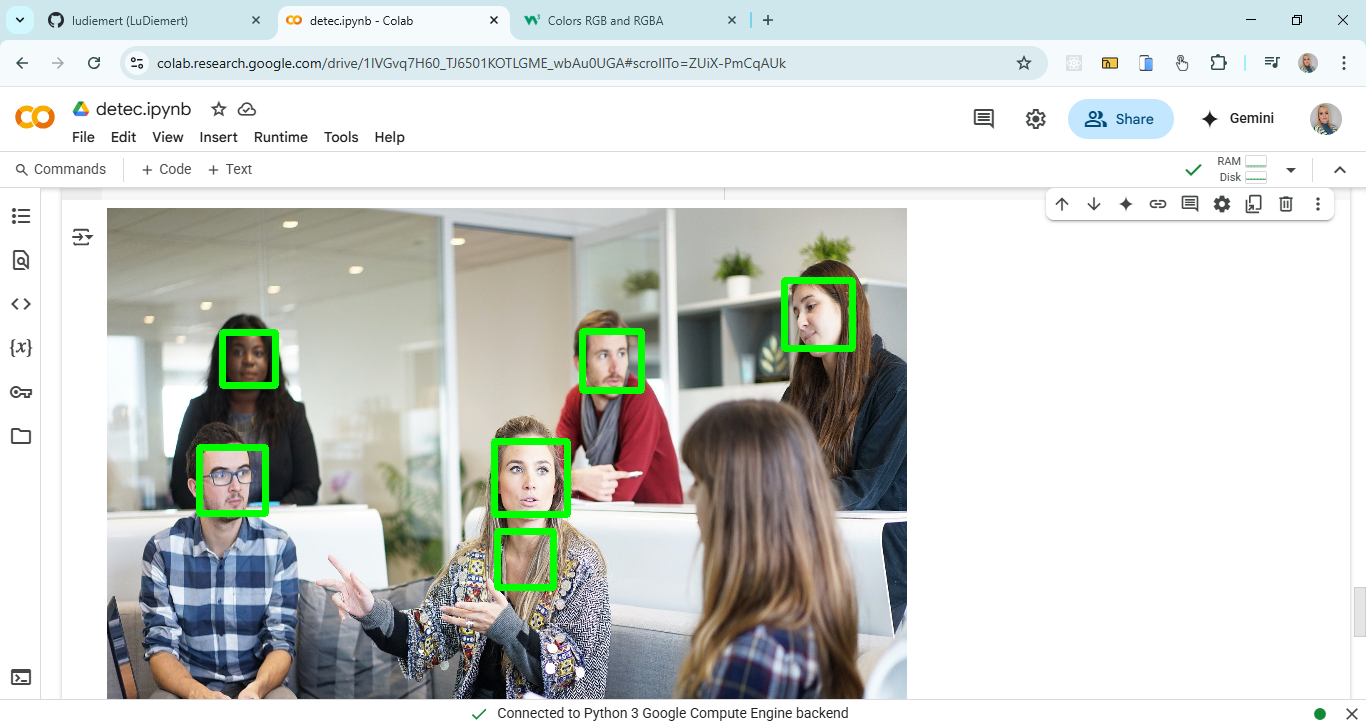 ludiemert (LuDiemert)
detec.ipynb - Colab
Colors RGB and RGBA
colab.research.google.com/drive/1IVGvq7H60_TJ6501KOTLGME_wbAu0UGA#scrollTo=ZUiX-PmCqAUk
detec.ipynb
Share
Gemini
File Edit View Insert Runtime Tools Help
Commands + Code + Text
RAM
Disk
{x}
Connected to Python 3 Google Compute Engine backend